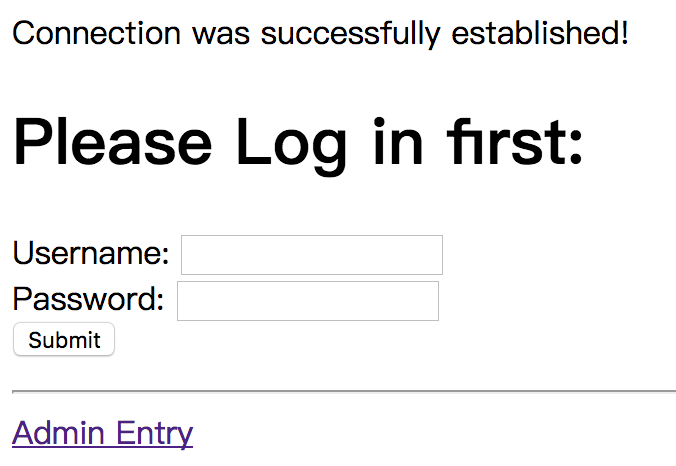 Connection was successfully established!
Please Log in first:
Username:
Password:
Submit
Admin Entry